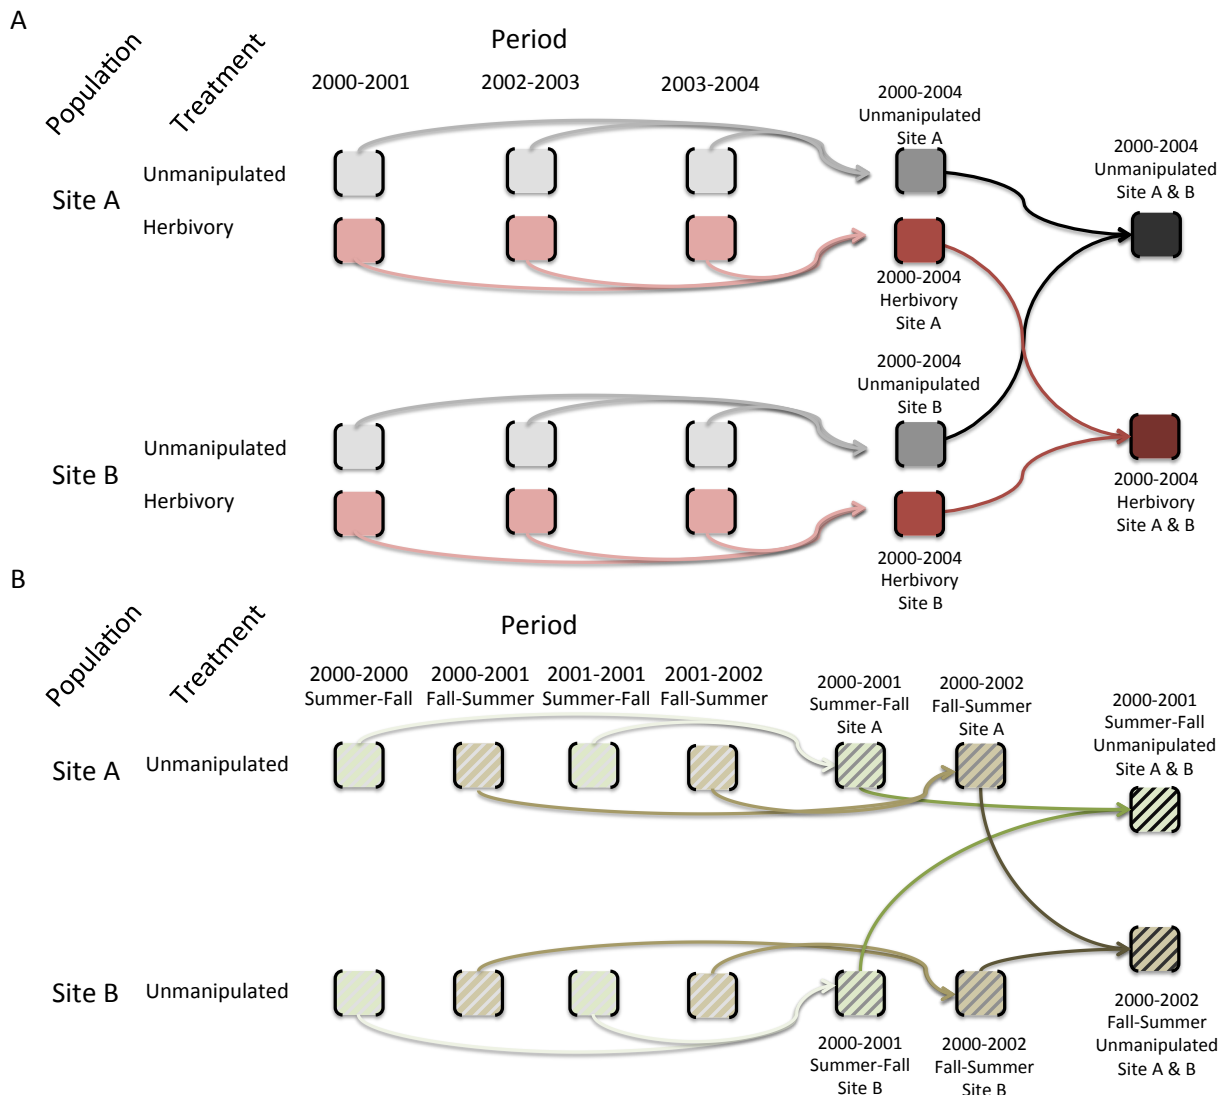 A
Population
Treatment
Period
2000-2001
2002-2003
2003-2004
Site A
Unmanipulated
Herbivory
2000-2004
Unmanipulated
Site A
2000-2004
Herbivory
Site A
2000-2004
Unmanipulated
Site A & B
Site B
Unmanipulated
Herbivory
2000-2004
Unmanipulated
Site B
2000-2004
Herbivory
Site B
2000-2004
Herbivory
Site A & B
B
Population
Treatment
Period
2000-2000
Summer-Fall
2000-2001
Fall-Summer
2001-2001
Summer-Fall
2001-2002
Fall-Summer
2000-2001
Summer-Fall
Site A
2000-2002
Fall-Summer
Site A
2000-2001
Summer-Fall
Unmanipulated
Site A & B
Site A
Unmanipulated
Site B
Unmanipulated
2000-2001
Summer-Fall
Site B
2000-2002
Fall-Summer
Site B
2000-2002
Fall-Summer
Unmanipulated
Site A & B